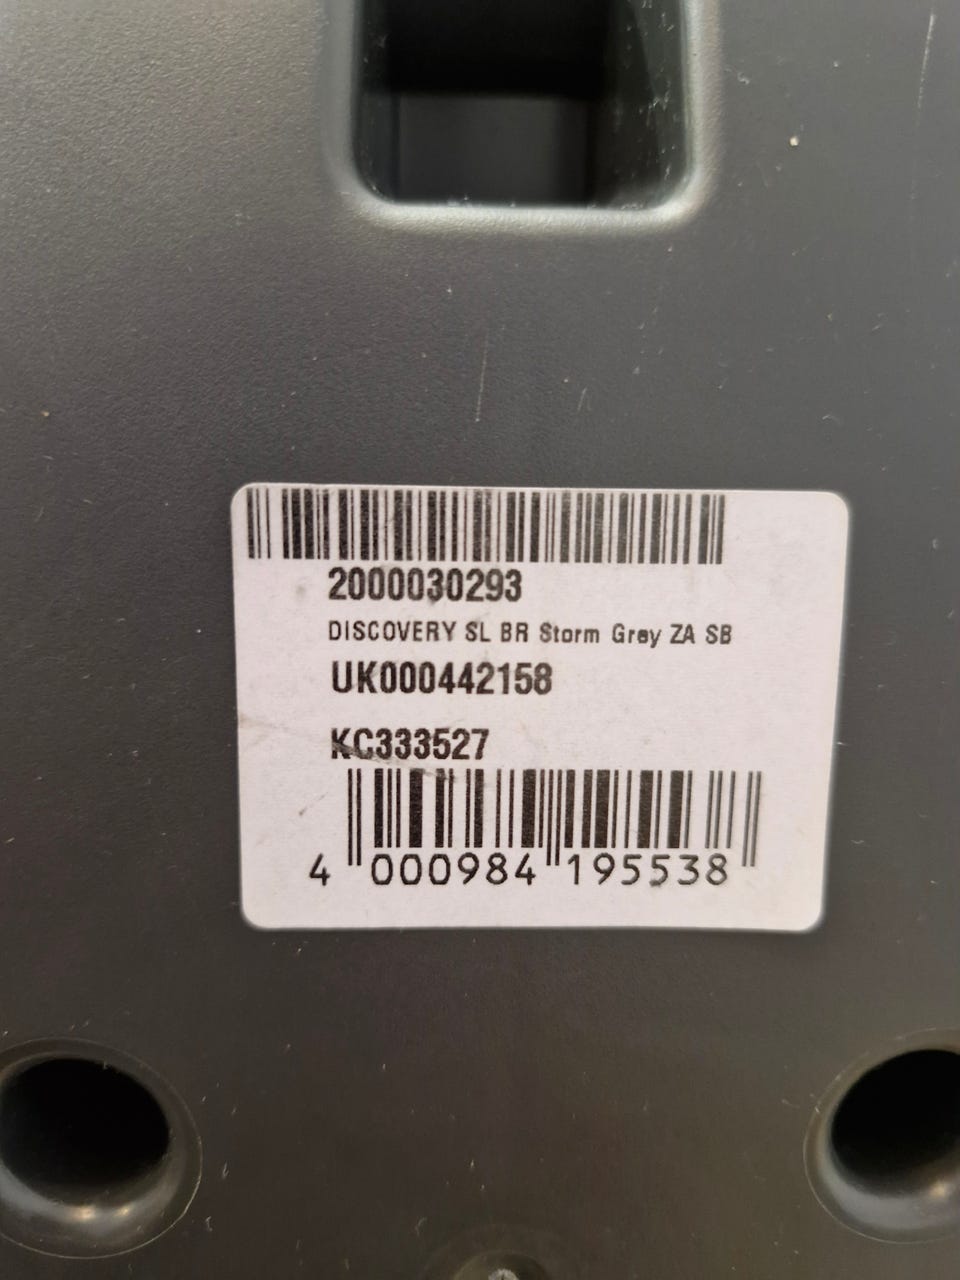 2000030293
DISCOVERY SL BR Storm Grey ZA SB
UK000442158
KC333527
4 000984 195538